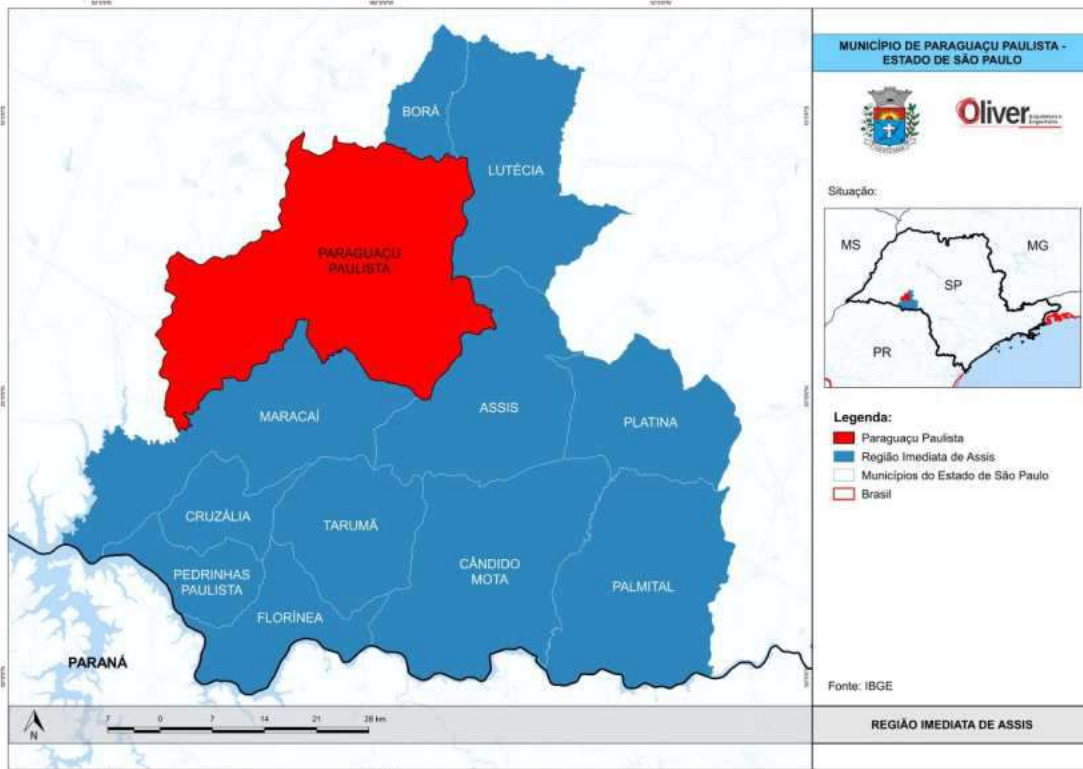 BORÁ
LUTÉCIA
PARAGUAÇU
PAULISTA
MARACAÍ
ASSIS
PLATINA
CRUZÁLIA
TARUMÃ
PEDRINHAS
PAULISTA
CÂNDIDO
MOTA
PALMITAL
FLORÍNEA
PARANÁ
N
7 0 7 14 21 28 km
MUNICÍPIO DE PARAGUAÇU PAULISTA -
ESTADO DE SÃO PAULO
Oliver
Arquitetura e
Engenharia
Situação:
MS
MG
SP
PR
Legenda:
Paraguaçu Paulista
Região Imediata de Assis
Municípios do Estado de São Paulo
Brasil
Fonte: IBGE
REGIÃO IMEDIATA DE ASSIS